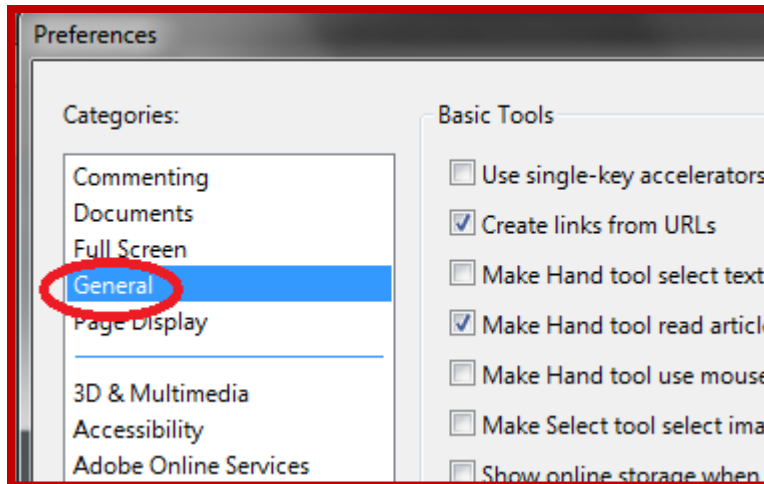 Preferences
Categories:
Commenting
Documents
Full Screen
General
Page Display
3D & Multimedia
Accessibility
Adobe Online Services
Basic Tools
Use single-key accelerators
Create links from URLs
Make Hand tool select text
Make Hand tool read articl
Make Hand tool use mouse
Make Select tool select ima
Show online storage when